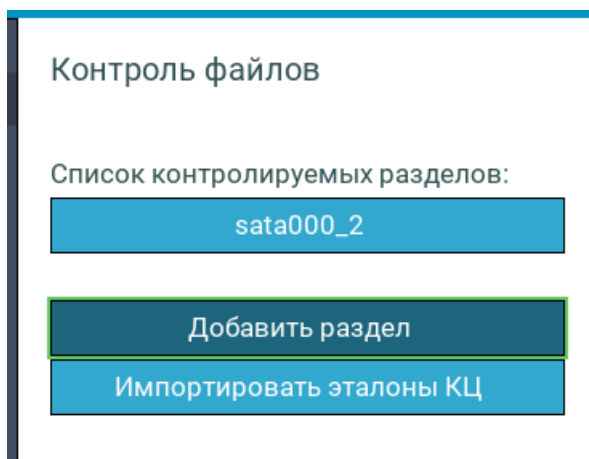 Контроль файлов
Список контролируемых разделов:
sata000_2
Добавить раздел
Импортировать эталоны КЦ